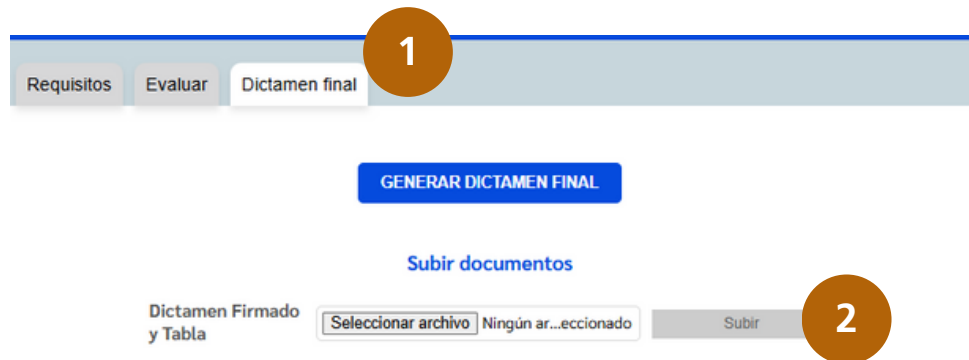 1
Requisitos Evaluar Dictamen final
GENERAR DICTAMEN FINAL
Subir documentos
Dictamen Firmado
y Tabla
Seleccionar archivo Ningún ar...eccionado Subir 2